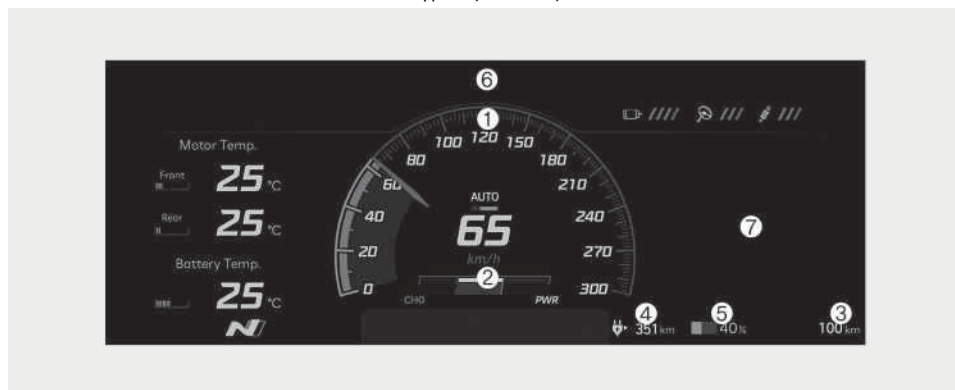 6
1
Motor Temp.
Front 25 °C
Rear 25 °C
Battery Temp.
25 °C
N
0 20 40 60 80 100 120 150 180 210 240 270 300
AUTO
65
km/h
2
CHG PWR
7
4
351 km
5
40%
3
100 km